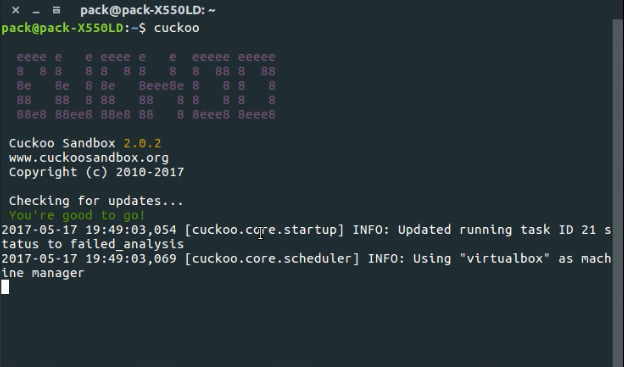 pack@pack-X550LD: ~
pack@pack-X550LD:~$ cuckoo
eeee e   e eeee e   e  eeeee eeeee
8  8 8   8 8  8 8   8  8  88 8  88
8e   8e  8 8e   8eee8e 8   8 8   8
88   88  8 88   88   8 8   8 8   8
88e8 88ee8 88e8 88   8 8eee8 8eee8
Cuckoo Sandbox 2.0.2
www.cuckoosandbox.org
Copyright (c) 2010-2017
Checking for updates...
You're good to go!
2017-05-17 19:49:03,054 [cuckoo.core.startup] INFO: Updated running task ID 21 s
tatus to failed_analysis
2017-05-17 19:49:03,069 [cuckoo.core.scheduler] INFO: Using "virtualbox" as mach
ine manager